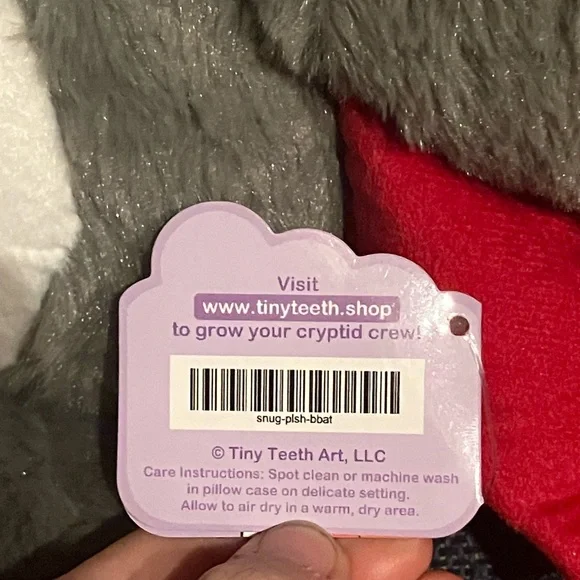 Visit
www.tinyteeth.shop
to grow your cryptid crew!
snug-plsh-bbat
© Tiny Teeth Art, LLC
Care Instructions: Spot clean or machine wash
in pillow case on delicate setting.
Allow to air dry in a warm, dry area.